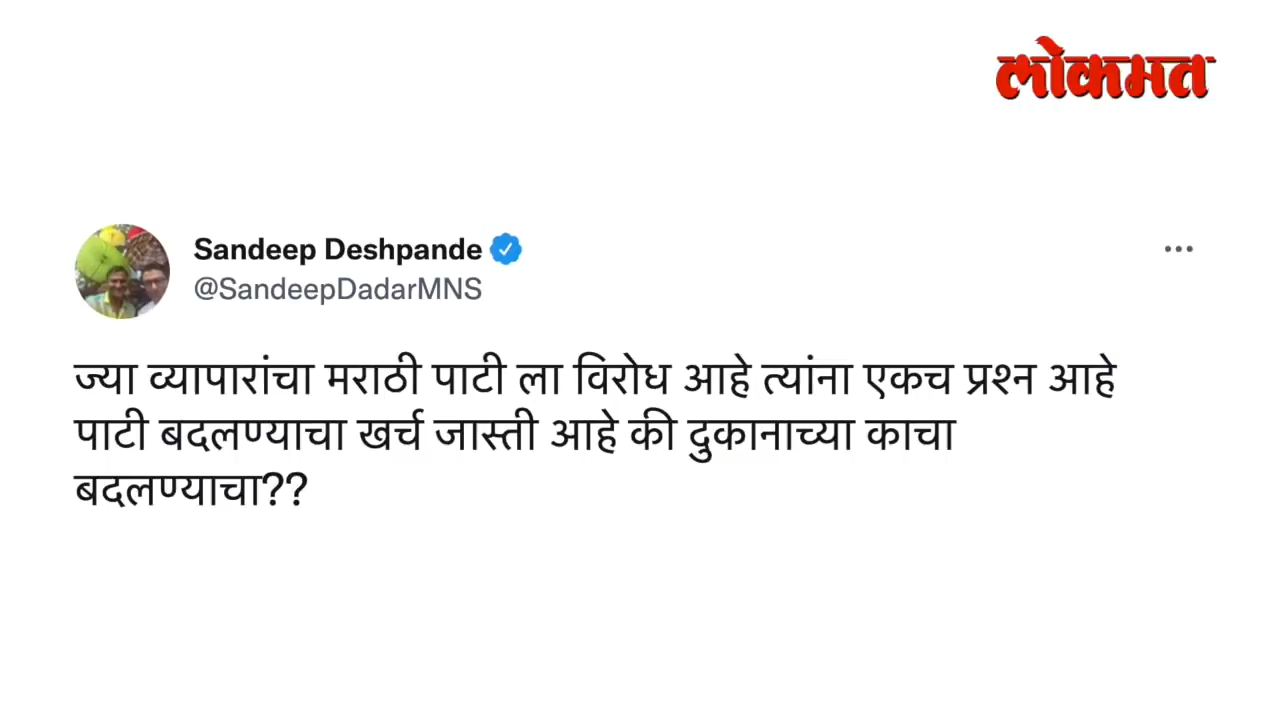 लोकमत
Sandeep Deshpande
@SandeepDadarMNS
ज्या व्यापारांचा मराठी पाटी ला विरोध आहे त्यांना एकच प्रश्न आहे
पाटी बदलण्याचा खर्च जास्ती आहे की दुकानाच्या काचा
बदलण्याचा??